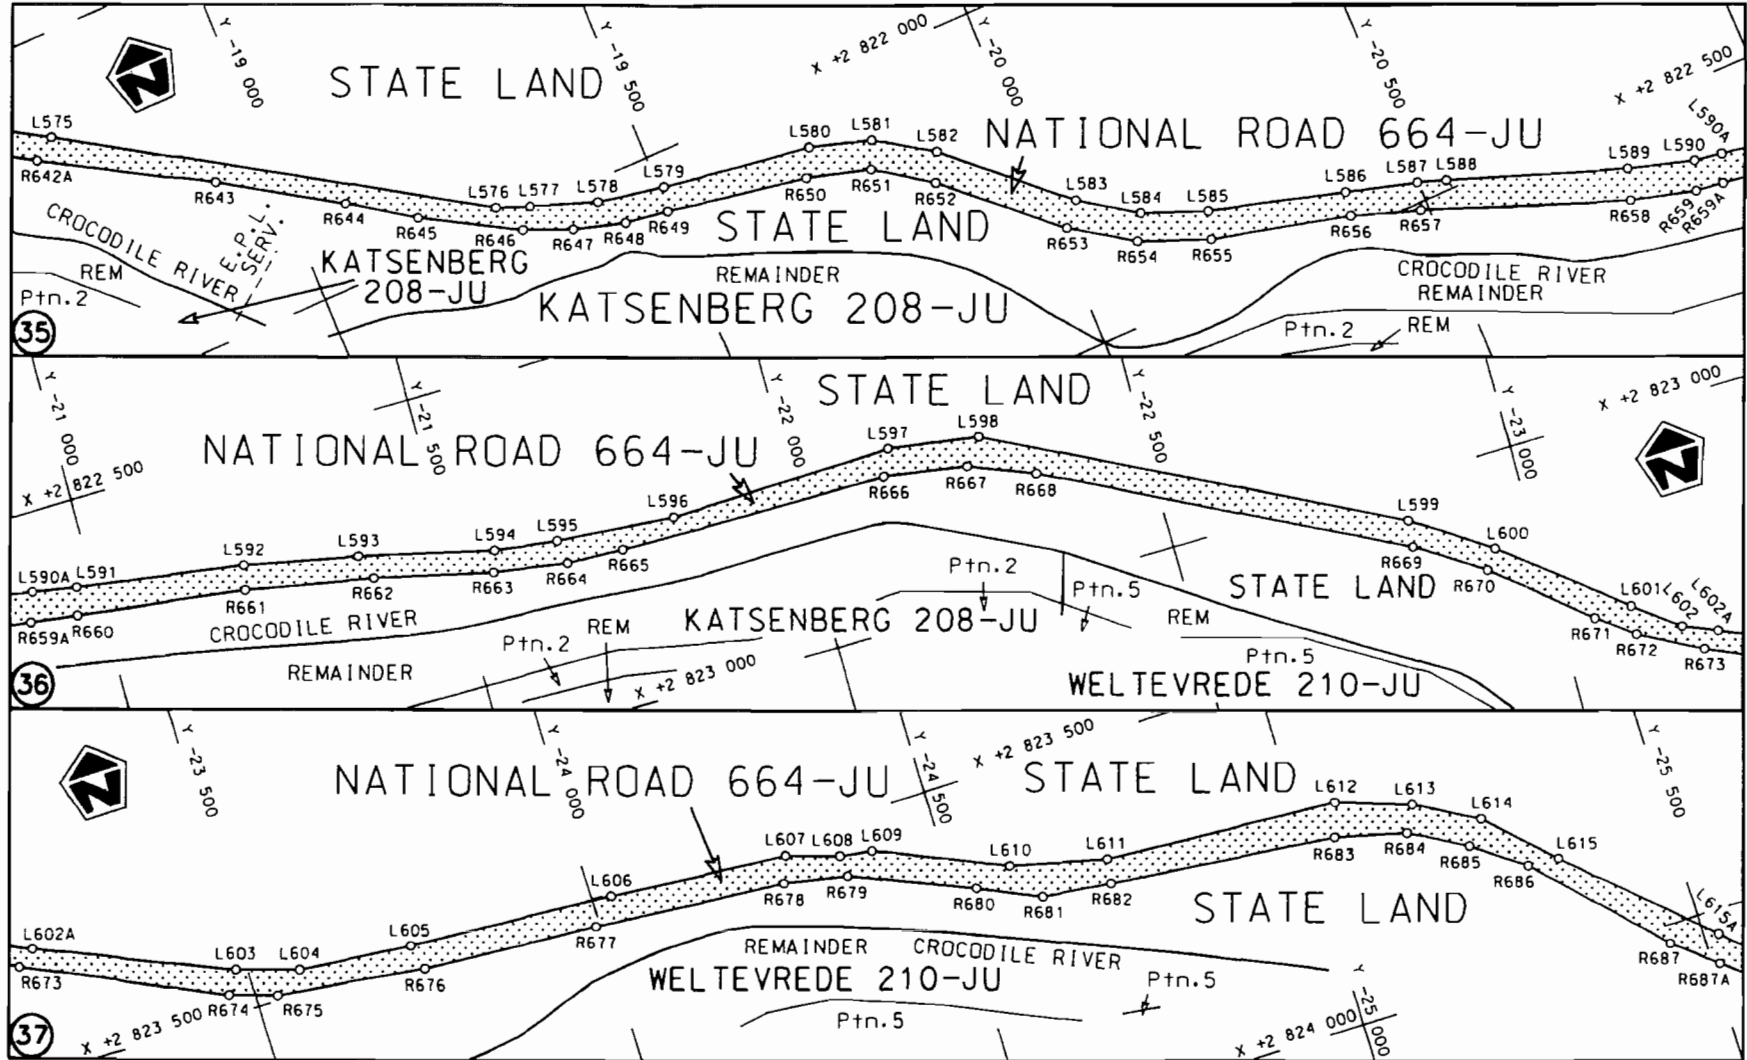 Y -19 000
Y -19 500
X +2 822 000
Y -20 000
Y -20 500
X +2 822 500
N
STATE LAND
NATIONAL ROAD 664-JU
L575
L576
L577
L578
L579
L580
L581
L582
L583
L584
L585
L586
L587
L588
L589
L590
L590A
R642A
R643
R644
R645
R646
R647
R648
R649
R650
R651
R652
R653
R654
R655
R656
R657
R658
R659
R659A
STATE LAND
CROCODILE RIVER
E.P.L.
SERV.
KATSENBERG
208-JU
REMAINDER
KATSENBERG 208-JU
REM
Ptn.2
CROCODILE RIVER
REMAINDER
Ptn.2
REM
35
Y -21 000
Y -21 500
Y -22 000
Y -22 500
Y -23 000
X +2 823 000
X +2 822 500
STATE LAND
NATIONAL ROAD 664-JU
N
L590A
L591
L592
L593
L594
L595
L596
L597
L598
L599
L600
L601
L602
L602A
R659A
R660
R661
R662
R663
R664
R665
R666
R667
R668
R669
R670
R671
R672
R673
CROCODILE RIVER
REMAINDER
Ptn.2
REM
X +2 823 000
KATSENBERG 208-JU
Ptn.2
Ptn.5
REM
STATE LAND
Ptn.5
WELTEVREDE 210-JU
36
N
Y -23 500
Y -24 000
Y -24 500
X +2 823 500
Y -25 500
NATIONAL ROAD 664-JU
STATE LAND
L602A
L603
L604
L605
L606
L607
L608
L609
L610
L611
L612
L613
L614
L615
L615A
R673
R674
R675
R676
R677
R678
R679
R680
R681
R682
R683
R684
R685
R686
R687
R687A
STATE LAND
REMAINDER
CROCODILE RIVER
WELTEVREDE 210-JU
Ptn.5
Ptn.5
X +2 823 500
X +2 824 000
Y -25 000
37